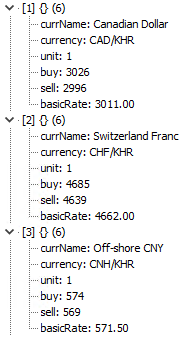 [1] {} (6)
currName: Canadian Dollar
currency: CAD/KHR
unit: 1
buy: 3026
sell: 2996
basicRate: 3011.00
[2] {} (6)
currName: Switzerland Franc
currency: CHF/KHR
unit: 1
buy: 4685
sell: 4639
basicRate: 4662.00
[3] {} (6)
currName: Off-shore CNY
currency: CNH/KHR
unit: 1
buy: 574
sell: 569
basicRate: 571.50